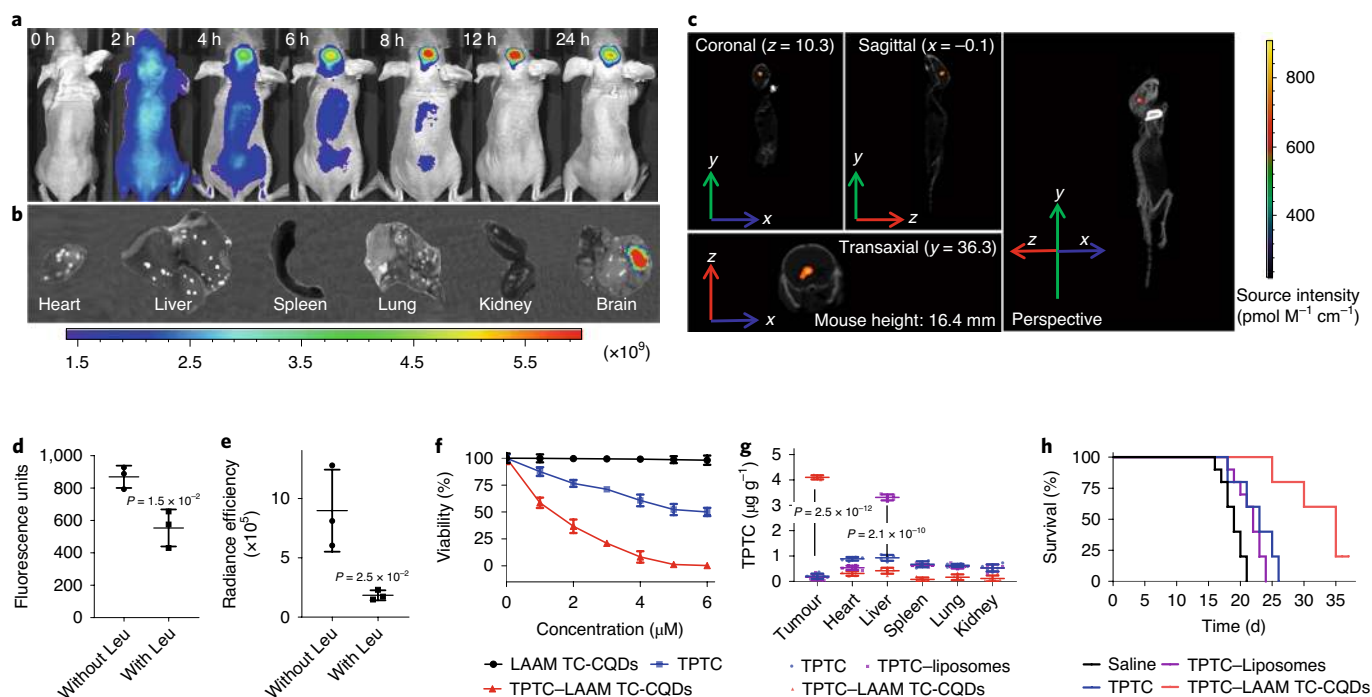 a
0 h 2 h 4 h 6 h 8 h 12 h 24 h
b
Heart Liver Spleen Lung Kidney Brain
1.5 2.5 3.5 4.5 5.5 (×10⁹)
c
Coronal (z = 10.3)
y
x
Sagittal (x = –0.1)
y
z
Transaxial (y = 36.3)
z
x
Mouse height: 16.4 mm
y
z x
Perspective
800
600
400
Source intensity
(pmol M⁻¹ cm⁻¹)
d
Fluorescence units
1,000
800
600
400
200
0
P = 1.5 × 10⁻²
Without Leu
With Leu
e
Radiance efficiency
(×10⁵)
10
5
0
P = 2.5 × 10⁻²
Without Leu
With Leu
f
Viability (%)
100
75
50
25
0
0 2 4 6
Concentration (μM)
LAAM TC-CQDs TPTC
TPTC–LAAM TC-CQDs
g
TPTC (μg g⁻¹)
5
4
3
2
1
0
P = 2.5 × 10⁻¹²
P = 2.1 × 10⁻¹⁰
Tumour
Heart
Liver
Spleen
Lung
Kidney
TPTC TPTC–liposomes
TPTC–LAAM TC-CQDs
h
Survival (%)
100
50
0
0 15 20 25 30 35
Time (d)
Saline TPTC–Liposomes
TPTC TPTC–LAAM TC-CQDs